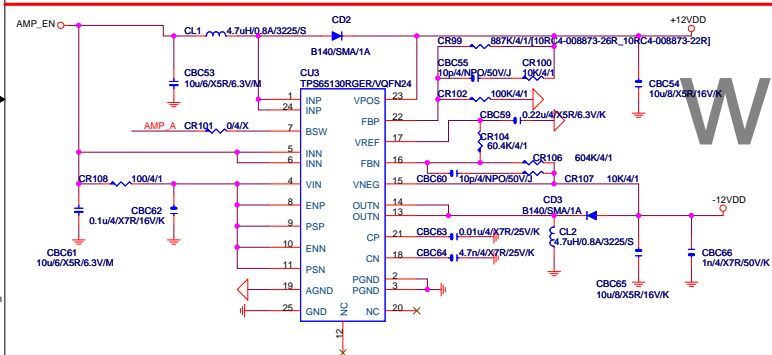 AMP_EN
CL1 4.7uH/0.8A/3225/S
CD2
B140/SMA/1A
+12VDD
CR99 887K/4/1/[10RC4-008873-26R_10RC4-008873-22R]
CBC53
10u/6/X5R/6.3V/M
CU3
TPS65130RGER/VQFN24
CBC55
10p/4/NPO/50V/J
CR100
10K/4/1
CBC54
10u/8/X5R/16V/K
W
1 INP
24 INP
VPOS 23
CR102 100K/4/1
FBP 22
AMP_A CR101 0/4/X
7 BSW
CBC59 0.22u/4/X5R/6.3V/K
VREF 17
CR104
60.4K/4/1
5 INN
6 INN
FBN 16
CR106 604K/4/1
CR108 100/4/1
4 VIN
VNEG 15
CBC60 10p/4/NPO/50V/J
CR107 10K/4/1
CBC62
0.1u/4/X7R/16V/K
8 ENP
OUTN 14
OUTN 13
CD3
B140/SMA/1A
-12VDD
9 PSP
CP 21
CBC63 0.01u/4/X7R/25V/K
CL2
4.7uH/0.8A/3225/S
CBC61
10u/6/X5R/6.3V/M
10 ENN
CN 18
CBC64 4.7n/4/X7R/25V/K
CBC66
1n/4/X7R/50V/K
11 PSN
PGND 2
PGND 3
CBC65
10u/8/X5R/16V/K
19 AGND
25 GND
NC
NC 20
12
B